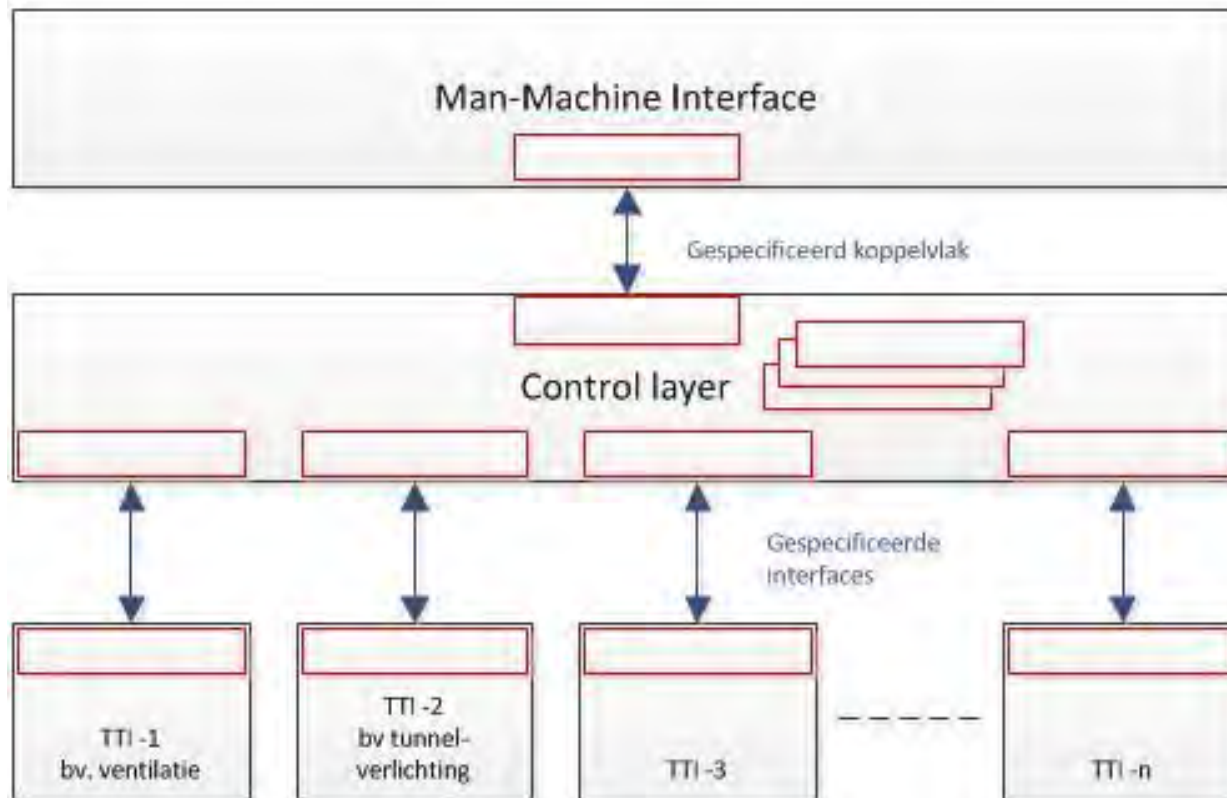 Man-Machine Interface
Gespecificeerd koppelvlak
Control layer
Gespecificeerde
interfaces
TTI -1
bv. ventilatie
TTI -2
bv tunnel-
verlichting
TTI -3
TTI -n